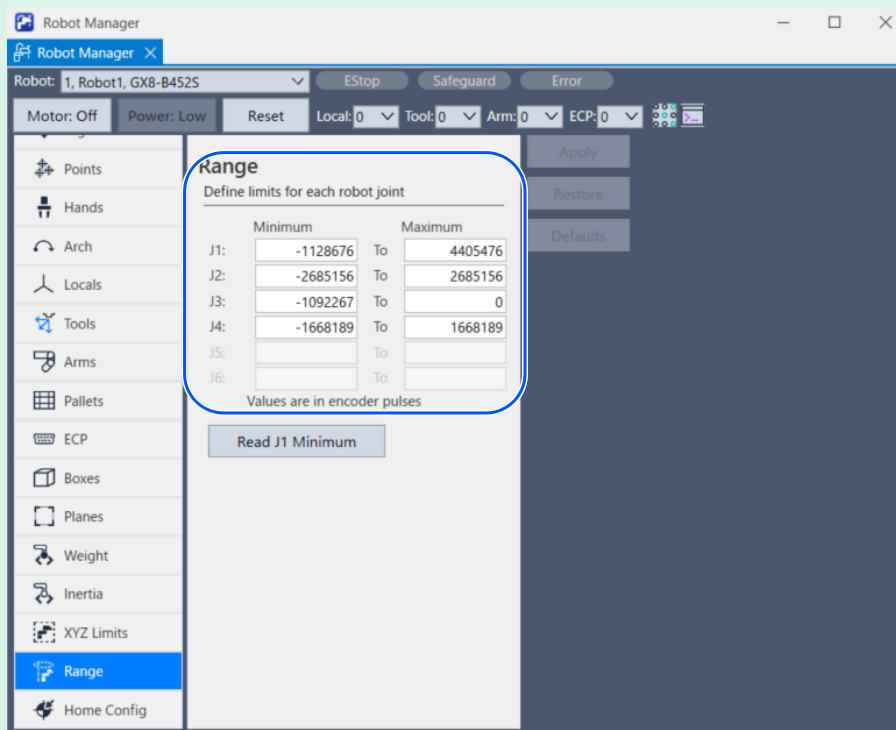 Robot Manager
Robot Manager
Robot: 1, Robot1, GX8-B452S EStop Safeguard Error
Motor: Off Power: Low Reset Local: 0 Tool: 0 Arm: 0 ECP: 0
Points
Hands
Arch
Locals
Tools
Arms
Pallets
ECP
Boxes
Planes
Weight
Inertia
XYZ Limits
Range
Home Config
Range
Define limits for each robot joint
Minimum Maximum
J1: -1128676 To 4405476
J2: -2685156 To 2685156
J3: -1092267 To 0
J4: -1668189 To 1668189
J5: To
J6: To
Values are in encoder pulses
Read J1 Minimum
Apply
Restore
Defaults